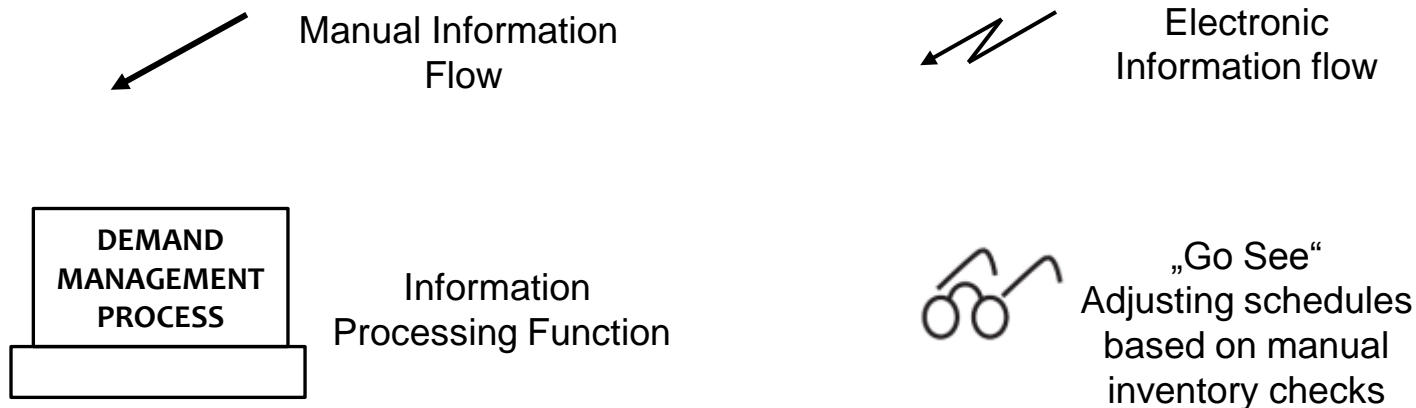 Manual Information
Flow
Electronic
Information flow
DEMAND
MANAGEMENT
PROCESS
Information
Processing Function
„Go See“
Adjusting schedules
based on manual
inventory checks